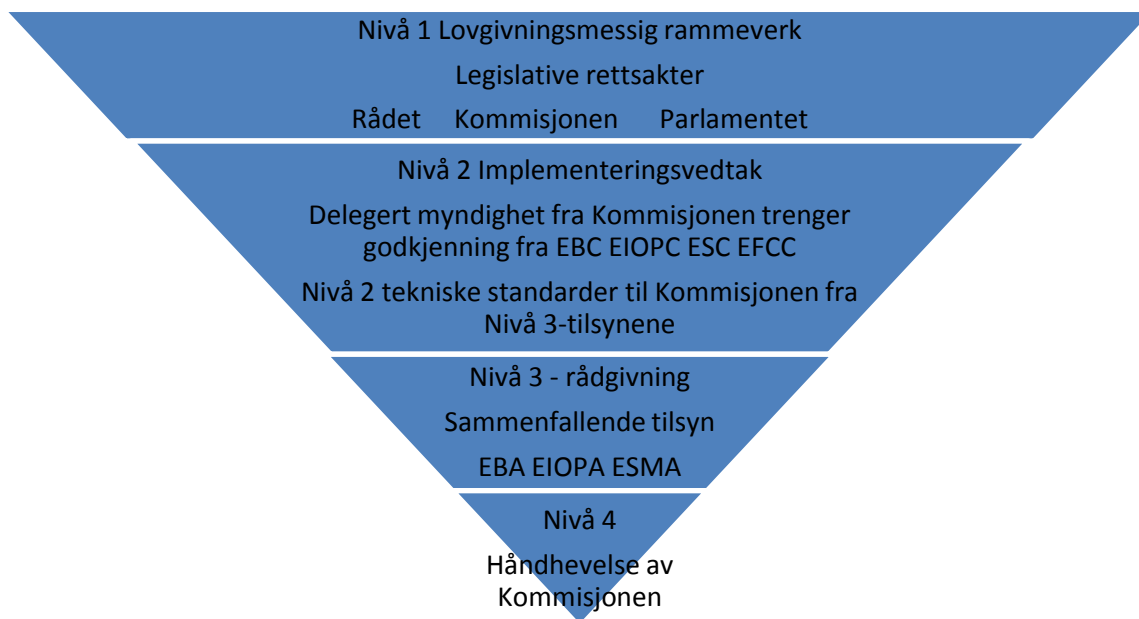 Nivå 1 Lovgivningsmessig rammeverk
Legislative rettsakter
Rådet Kommisjonen Parlamentet
Nivå 2 Implementeringsvedtak
Delegert myndighet fra Kommisjonen trenger
godkjenning fra EBC EIOPC ESC EFCC
Nivå 2 tekniske standarder til Kommisjonen fra
Nivå 3-tilsynene
Nivå 3 - rådgivning
Sammenfallende tilsyn
EBA EIOPA ESMA
Nivå 4
Håndhevelse av
Kommisjonen